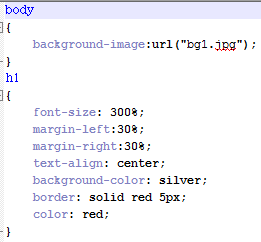 body
{
background-image:url("bg1.jpg");
}
h1
{
font-size: 300%;
margin-left:30%;
margin-right:30%;
text-align: center;
background-color: silver;
border: solid red 5px;
color: red;
}